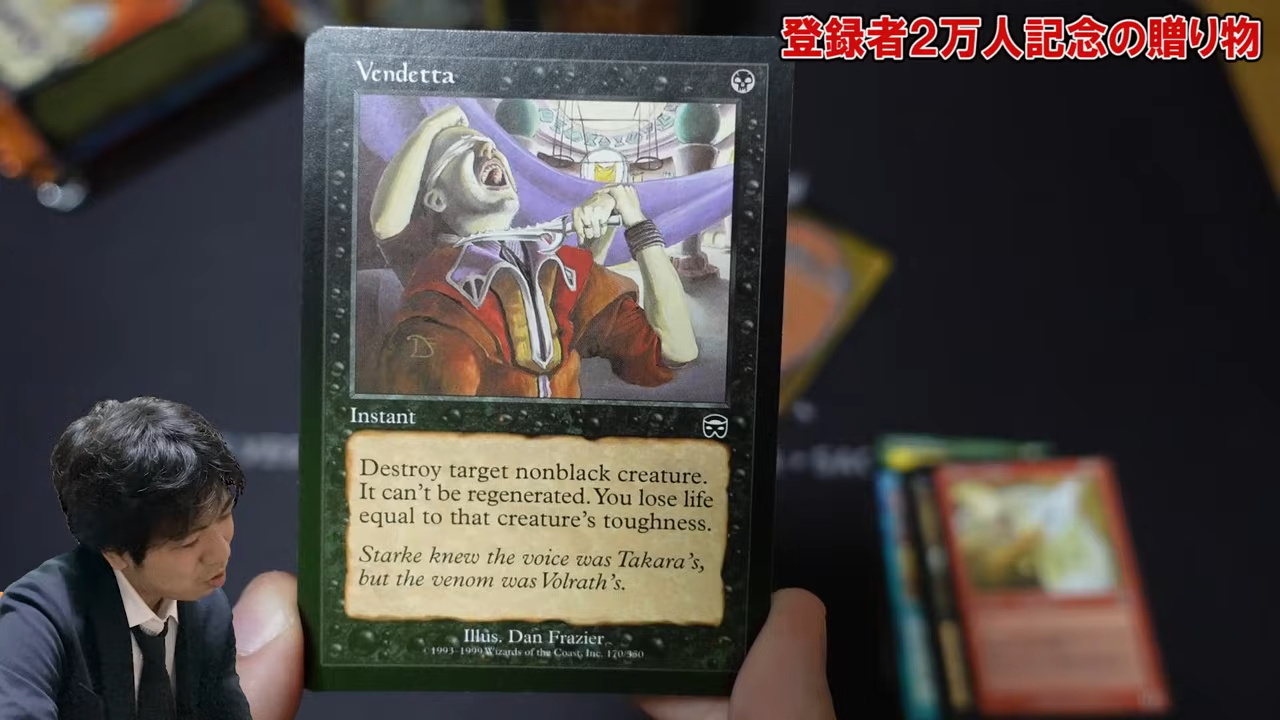 登録者2万人記念の贈り物
Vendetta
Instant
Destroy target nonblack creature.
It can't be regenerated. You lose life
equal to that creature's toughness.
Starke knew the voice was Takara's,
but the venom was Volrath's.
Illus. Dan Frazier
1993-1999 Wizards of the Coast, Inc. 170/350